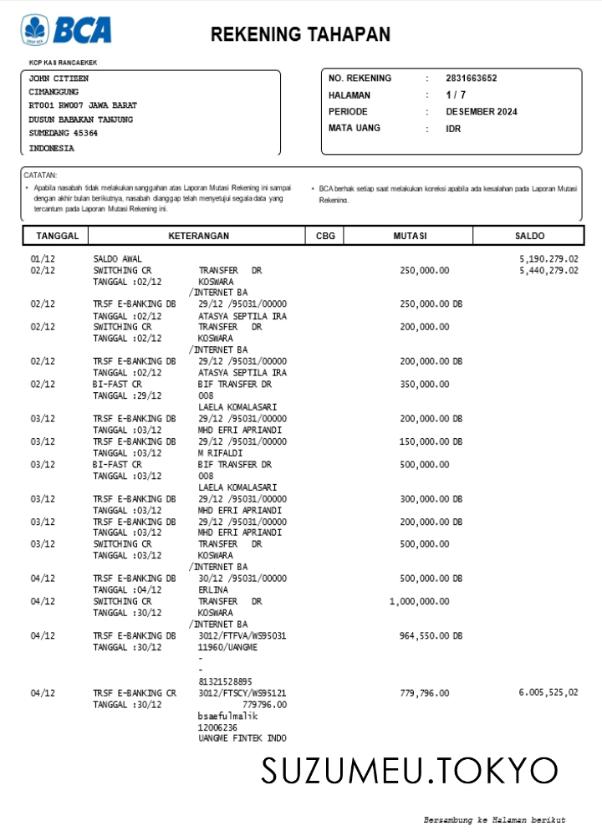 BCA
REKENING TAHAPAN
KCP KAS RANCAEKEK
JOHN CITIZEN
CIMANGGUNG
RT001 RW007 JAWA BARAT
DUSUN BABAKAN TANJUNG
SUMEDANG 45364
INDONESIA
NO. REKENING : 2831663652
HALAMAN : 1 / 7
PERIODE : DESEMBER 2024
MATA UANG : IDR
CATATAN:
• Apabila nasabah tidak melakukan sanggahan atas Laporan Mutasi Rekening ini sampai
dengan akhir bulan berikutnya, nasabah dianggap telah menyetujui segala data yang
tercantum pada Laporan Mutasi Rekening ini.
• BCA berhak setiap saat melakukan koreksi apabila ada kesalahan pada Laporan Mutasi
Rekening.
TANGGAL KETERANGAN CBG MUTASI SALDO
01/12 SALDO AWAL 5,190.279.02
02/12 SWITCHING CR TRANSFER DR 250,000.00 5,440,279.02
TANGGAL :02/12 KOSWARA
/INTERNET BA
02/12 TRSF E-BANKING DB 29/12 /95031/00000 250,000.00 DB
TANGGAL :02/12 ATASYA SEPTILA IRA
02/12 SWITCHING CR TRANSFER DR 200,000.00
TANGGAL :02/12 KOSWARA
/INTERNET BA
02/12 TRSF E-BANKING DB 29/12 /95031/00000 200,000.00 DB
TANGGAL :02/12 ATASYA SEPTILA IRA
02/12 BI-FAST CR BIF TRANSFER DR 350,000.00
TANGGAL :29/12 008
LAELA KOMALASARI
03/12 TRSF E-BANKING DB 29/12 /95031/00000 200,000.00 DB
TANGGAL :03/12 MHD EFRI APRIANDI
03/12 TRSF E-BANKING DB 29/12 /95031/00000 150,000.00 DB
TANGGAL :03/12 M RIFALDI
03/12 BI-FAST CR BIF TRANSFER DR 500,000.00
TANGGAL :03/12 008
LAELA KOMALASARI
03/12 TRSF E-BANKING DB 29/12 /95031/00000 300,000.00 DB
TANGGAL :03/12 MHD EFRI APRIANDI
03/12 TRSF E-BANKING DB 29/12 /95031/00000 200,000.00 DB
TANGGAL :03/12 MHD EFRI APRIANDI
03/12 SWITCHING CR TRANSFER DR 500,000.00
TANGGAL :03/12 KOSWARA
/INTERNET BA
04/12 TRSF E-BANKING DB 30/12 /95031/00000 500,000.00 DB
TANGGAL :04/12 ERLINA
04/12 SWITCHING CR TRANSFER DR 1,000,000.00
TANGGAL :30/12 KOSWARA
/INTERNET BA
04/12 TRSF E-BANKING DB 3012/FTFVA/WS95031 964,550.00 DB
TANGGAL :30/12 11960/UANGME
-
-
81321528895
04/12 TRSF E-BANKING CR 3012/FTSCY/WS95121 779,796.00 6.005,525,02
TANGGAL :30/12 779796.00
bsaefulmalik
12006236
UANGME FINTEK INDO
SUZUMEU.TOKYO
Bersambung ke Halaman berikut